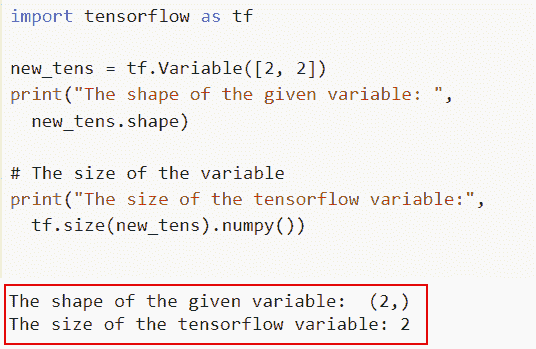 import tensorflow as tf
new_tens = tf.Variable([2, 2])
print("The shape of the given variable: ",
  new_tens.shape)
# The size of the variable
print("The size of the tensorflow variable:",
  tf.size(new_tens).numpy())
The shape of the given variable:  (2,)
The size of the tensorflow variable: 2